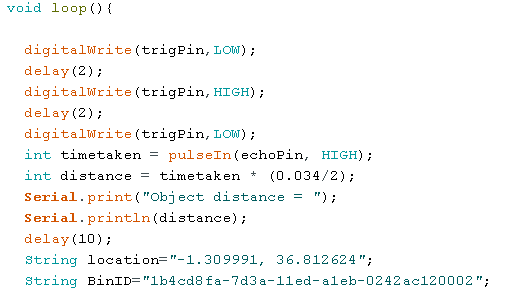 void loop(){
digitalWrite(trigPin,LOW);
delay(2);
digitalWrite(trigPin,HIGH);
delay(2);
digitalWrite(trigPin,LOW);
int timetaken = pulseIn(echoPin, HIGH);
int distance = timetaken * (0.034/2);
Serial.print("Object distance = ");
Serial.println(distance);
delay(10);
String location="-1.309991, 36.812624";
String BinID="1b4cd8fa-7d3a-11ed-a1eb-0242ac120002";